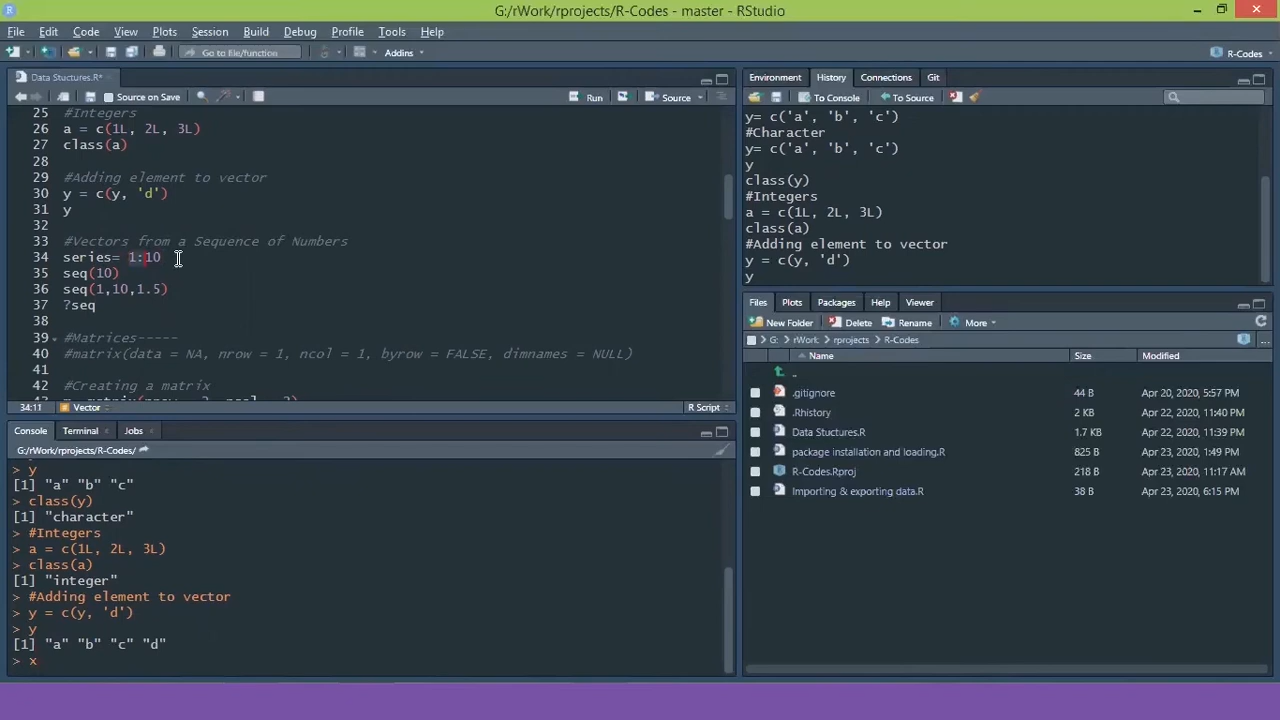 G:/rWork/rprojects/R-Codes - master - RStudio
File Edit Code View Plots Session Build Debug Profile Tools Help
Go to file/function Addins R-Codes
Data Stuctures.R*
Source on Save Run Source
25 #Integers
26 a = c(1L, 2L, 3L)
27 class(a)
28
29 #Adding element to vector
30 y = c(y, 'd')
31 y
32
33 #Vectors from a Sequence of Numbers
34 series= 1:10
35 seq(10)
36 seq(1,10,1.5)
37 ?seq
38
39 #Matrices-----
40 #matrix(data = NA, nrow = 1, ncol = 1, byrow = FALSE, dimnames = NULL)
41
42 #Creating a matrix
34:11 Vector R Script
Console Terminal Jobs
G:/rWork/rprojects/R-Codes/
> y
[1] "a" "b" "c"
> class(y)
[1] "character"
> #Integers
> a = c(1L, 2L, 3L)
> class(a)
[1] "integer"
> #Adding element to vector
> y = c(y, 'd')
> y
[1] "a" "b" "c" "d"
> x
Environment History Connections Git
To Console To Source
y= c('a', 'b', 'c')
#Character
y= c('a', 'b', 'c')
y
class(y)
#Integers
a = c(1L, 2L, 3L)
class(a)
#Adding element to vector
y = c(y, 'd')
y
Files Plots Packages Help Viewer
New Folder Delete Rename More
G: rWork rprojects R-Codes ...
Name Size Modified
..
.gitignore 44 B Apr 20, 2020, 5:57 PM
.Rhistory 2 KB Apr 22, 2020, 11:40 PM
Data Stuctures.R 1.7 KB Apr 22, 2020, 11:39 PM
package installation and loading.R 825 B Apr 23, 2020, 1:49 PM
R-Codes.Rproj 218 B Apr 23, 2020, 11:17 AM
Importing & exporting data.R 38 B Apr 23, 2020, 6:15 PM